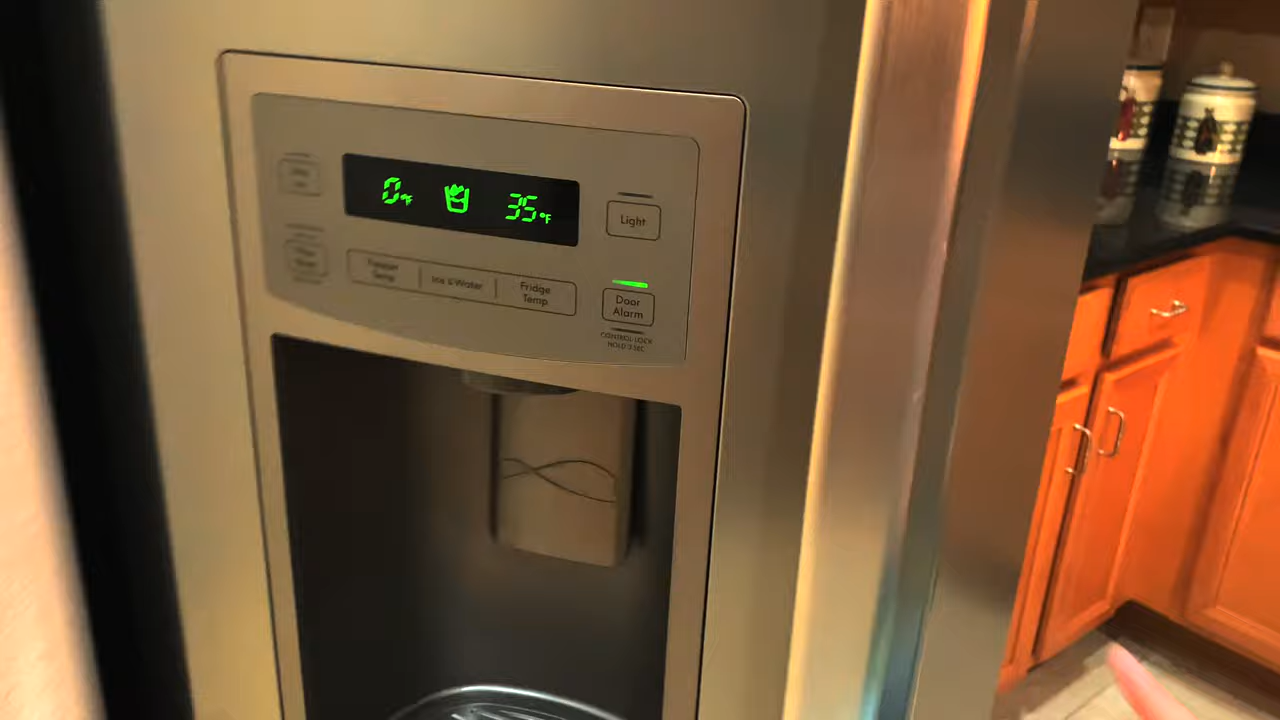 0°F 35°F
Light
Freezer
Temp
Ice & Water
Fridge
Temp
Door
Alarm
CONTROL LOCK
HOLD 3 SEC